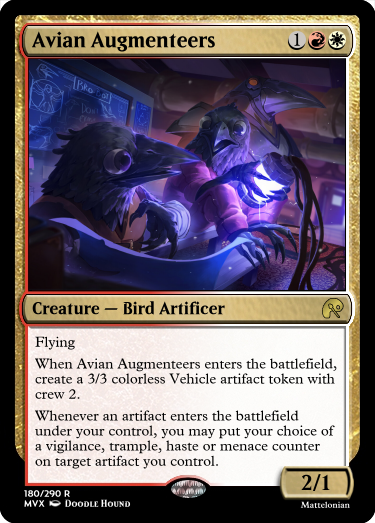 Avian Augmenteers 1
Creature — Bird Artificer
Flying
When Avian Augmenteers enters the battlefield,
create a 3/3 colorless Vehicle artifact token with
crew 2.
Whenever an artifact enters the battlefield
under your control, you may put your choice of
a vigilance, trample, haste or menace counter
on target artifact you control.
2/1
180/290 R
MVX DOODLE HOUND
Mattelonian